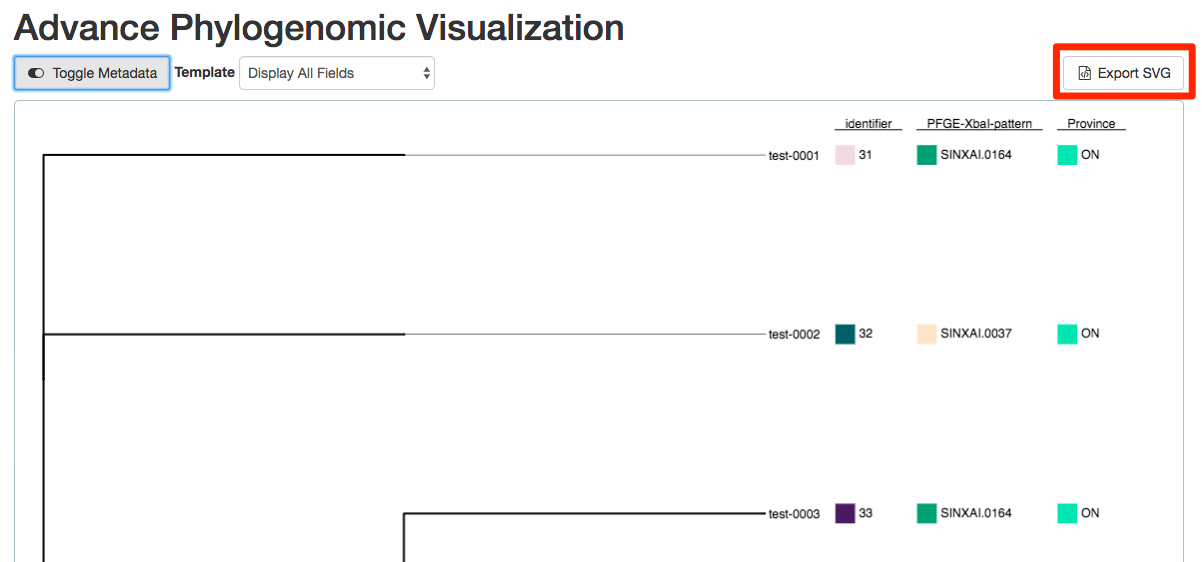 Advance Phylogenomic Visualization
Toggle Metadata Template Display All Fields Export SVG
identifier PFGE-XbaI-pattern Province
test-0001 31 SINXAI.0164 ON
test-0002 32 SINXAI.0037 ON
test-0003 33 SINXAI.0164 ON